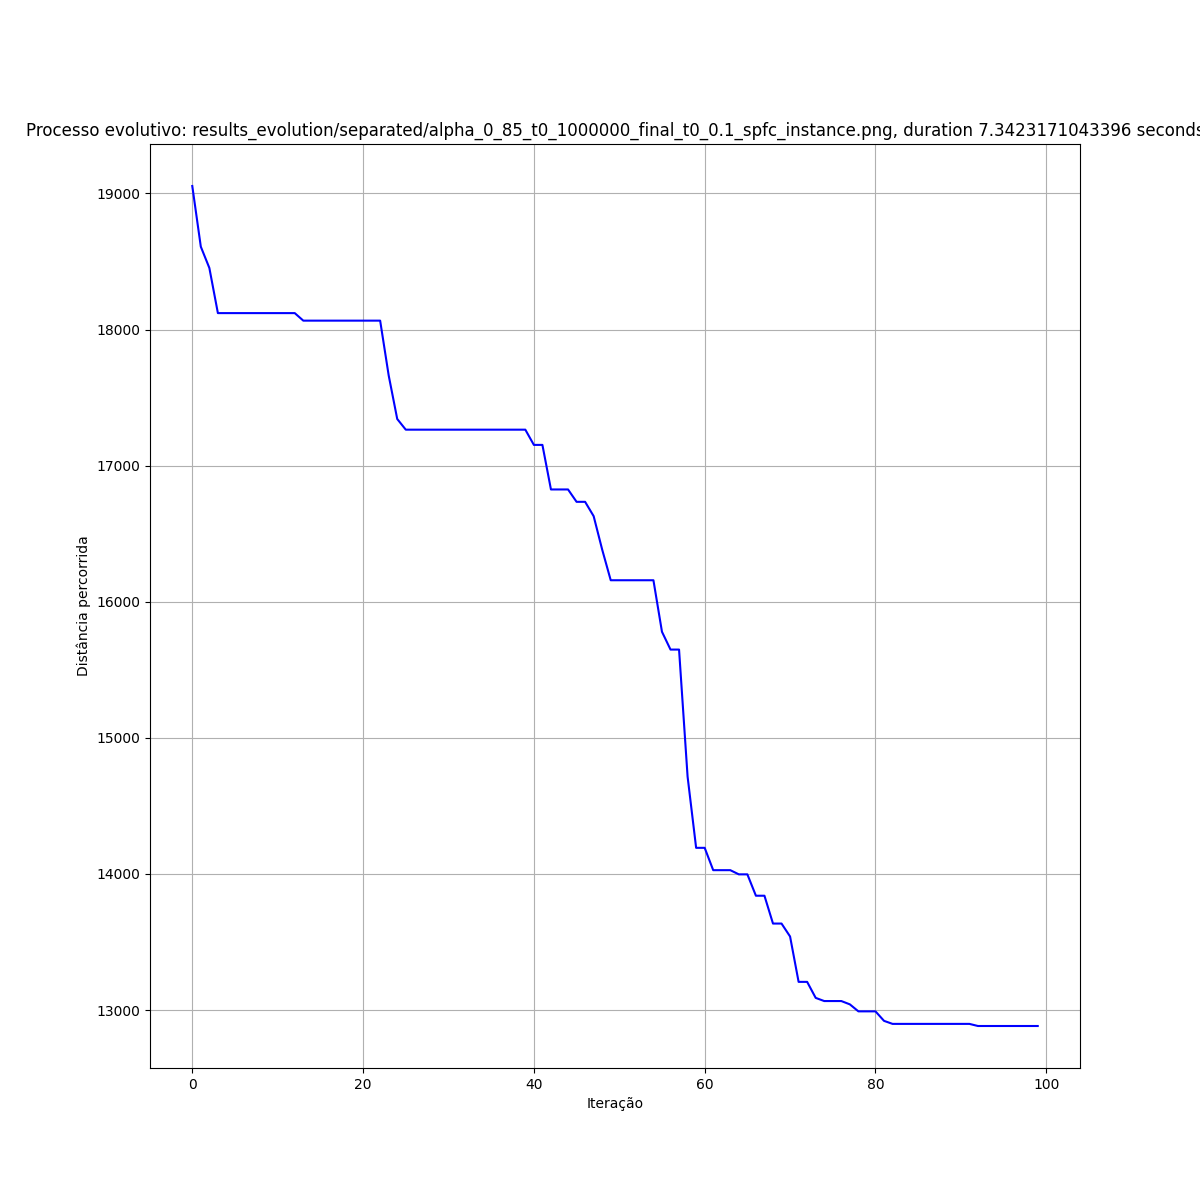 Processo evolutivo: results_evolution/separated/alpha_0_85_t0_1000000_final_t0_0.1_spfc_instance.png, duration 7.3423171043396 seconds
19000
18000
17000
16000
15000
14000
13000
Distância percorrida
0 20 40 60 80 100
Iteração